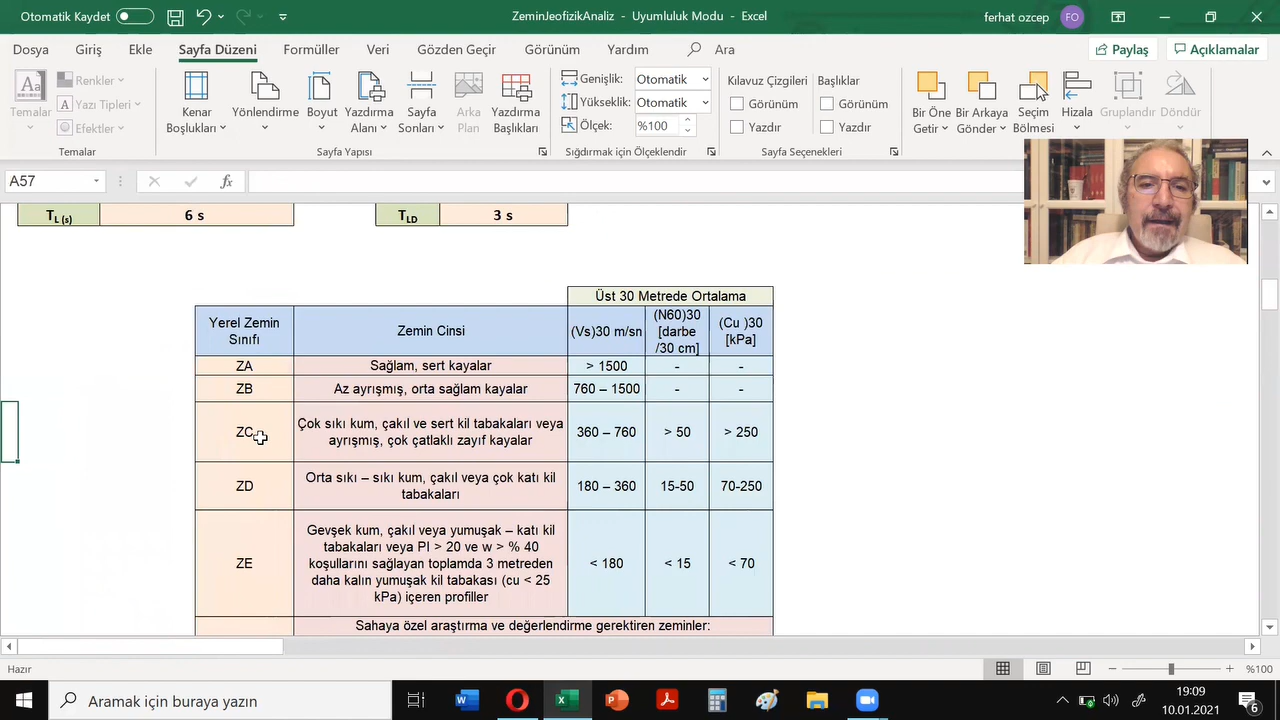 Otomatik Kaydet
ZeminJeofizikAnaliz - Uyumluluk Modu - Excel
ferhat ozcep
FO
Dosya
Giriş
Ekle
Sayfa Düzeni
Formüller
Veri
Gözden Geçir
Görünüm
Yardım
Ara
Paylaş
Açıklamalar
Aa
Temalar
Renkler
A Yazı Tipleri
Efektler
Temalar
Kenar
Boşlukları
Yönlendirme
Boyut
Yazdırma
Alanı
Sayfa
Sonları
Arka
Plan
Yazdırma
Başlıkları
Sayfa Yapısı
Genişlik: Otomatik
Yükseklik: Otomatik
Ölçek: %100
Sığdırmak için Ölçeklendir
Kılavuz Çizgileri
Görünüm
Yazdır
Başlıklar
Görünüm
Yazdır
Sayfa Seçenekleri
Bir Öne
Getir
Bir Arkaya
Gönder
Seçim
Bölmesi
Hizala
Gruplandır
Döndür
A57
fx
TL (s) 6 s
TLD 3 s
Üst 30 Metrede Ortalama
Yerel Zemin
Sınıfı
Zemin Cinsi
(Vs)30 m/sn
(N60)30
[darbe
/30 cm]
(Cu )30
[kPa]
ZA
Sağlam, sert kayalar
> 1500
-
-
ZB
Az ayrışmış, orta sağlam kayalar
760 – 1500
-
-
ZC
Çok sıkı kum, çakıl ve sert kil tabakaları veya
ayrışmış, çok çatlaklı zayıf kayalar
360 – 760
> 50
> 250
ZD
Orta sıkı – sıkı kum, çakıl veya çok katı kil
tabakaları
180 – 360
15-50
70-250
ZE
Gevşek kum, çakıl veya yumuşak – katı kil
tabakaları veya PI > 20 ve w > % 40
koşullarını sağlayan toplamda 3 metreden
daha kalın yumuşak kil tabakası (cu < 25
kPa) içeren profiller
< 180
< 15
< 70
Sahaya özel araştırma ve değerlendirme gerektiren zeminler:
Hazır
%100
Aramak için buraya yazın
19:09
10.01.2021
6